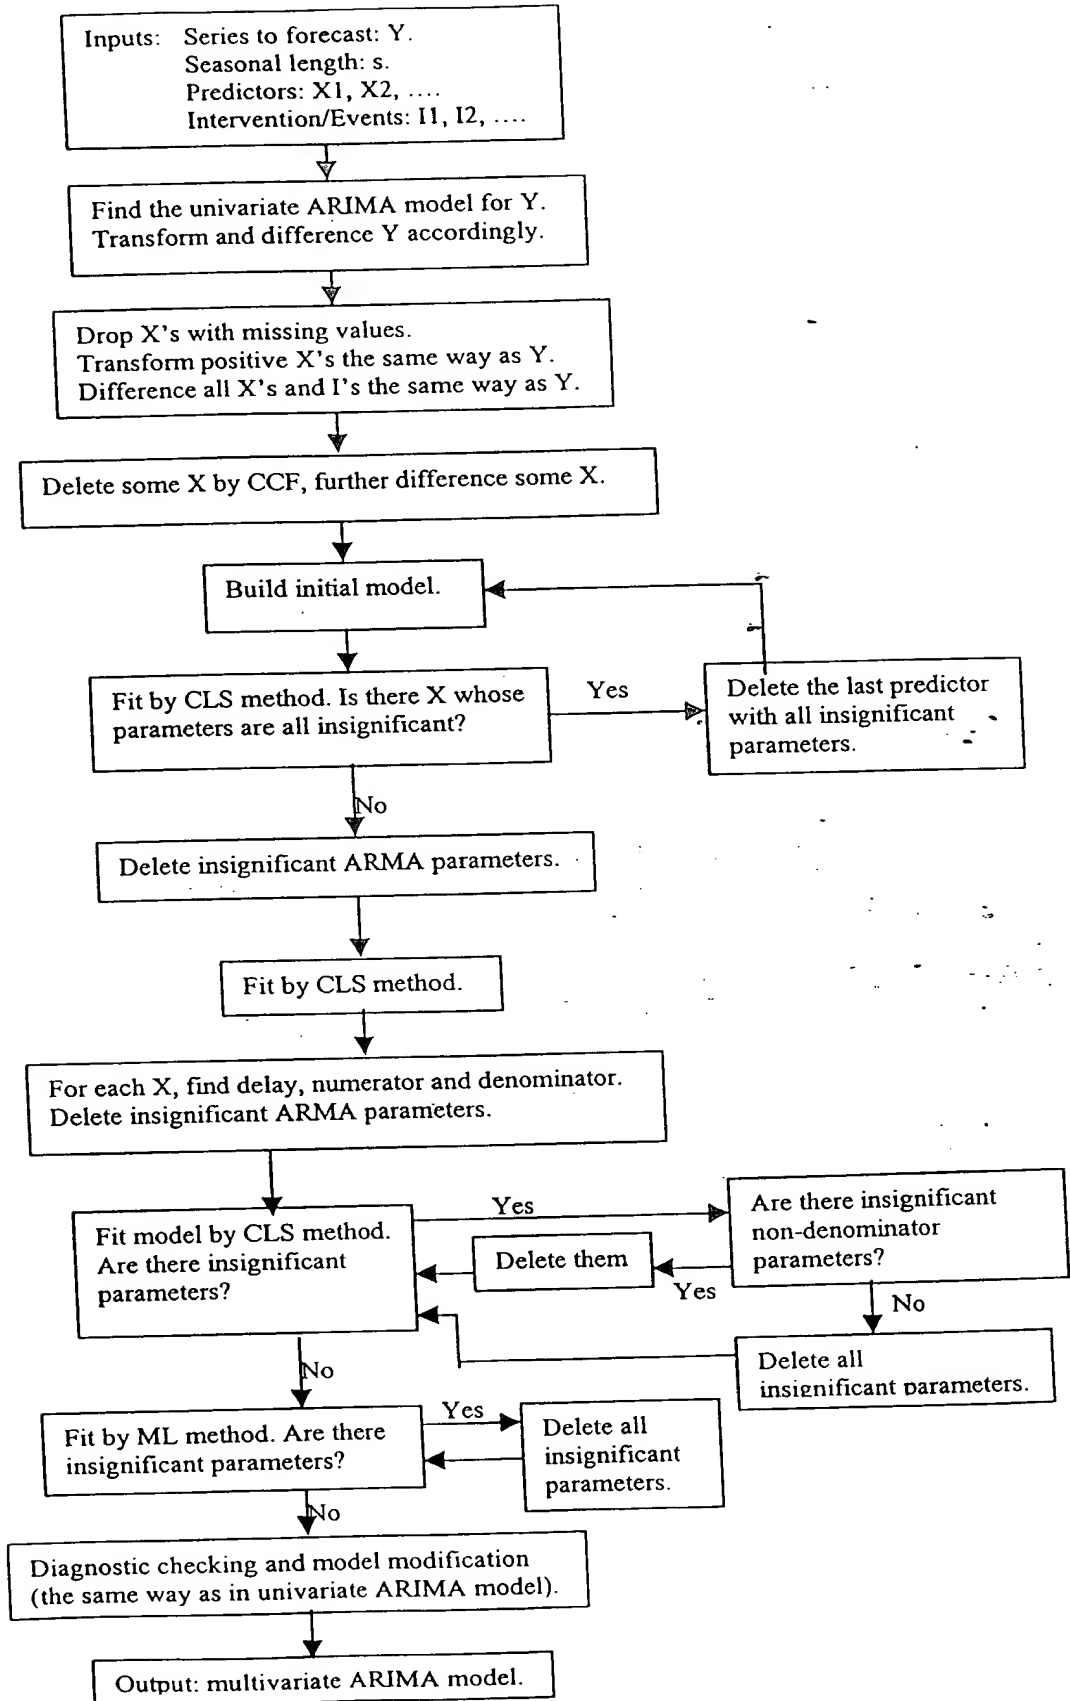 Inputs: Series to forecast: Y.
Seasonal length: s.
Predictors: X1, X2, ....
Intervention/Events: I1, I2, ....
Find the univariate ARIMA model for Y.
Transform and difference Y accordingly.
Drop X's with missing values.
Transform positive X's the same way as Y.
Difference all X's and I's the same way as Y.
Delete some X by CCF, further difference some X.
Build initial model.
Fit by CLS method. Is there X whose
parameters are all insignificant?
Yes
Delete the last predictor
with all insignificant
parameters.
No
Delete insignificant ARMA parameters.
Fit by CLS method.
For each X, find delay, numerator and denominator.
Delete insignificant ARMA parameters.
Fit model by CLS method.
Are there insignificant
parameters?
Yes
Are there insignificant
non-denominator
parameters?
Delete them
Yes
No
Delete all
insignificant parameters.
No
Fit by ML method. Are there
insignificant parameters?
Yes
Delete all
insignificant
parameters.
No
Diagnostic checking and model modification
(the same way as in univariate ARIMA model).
Output: multivariate ARIMA model.